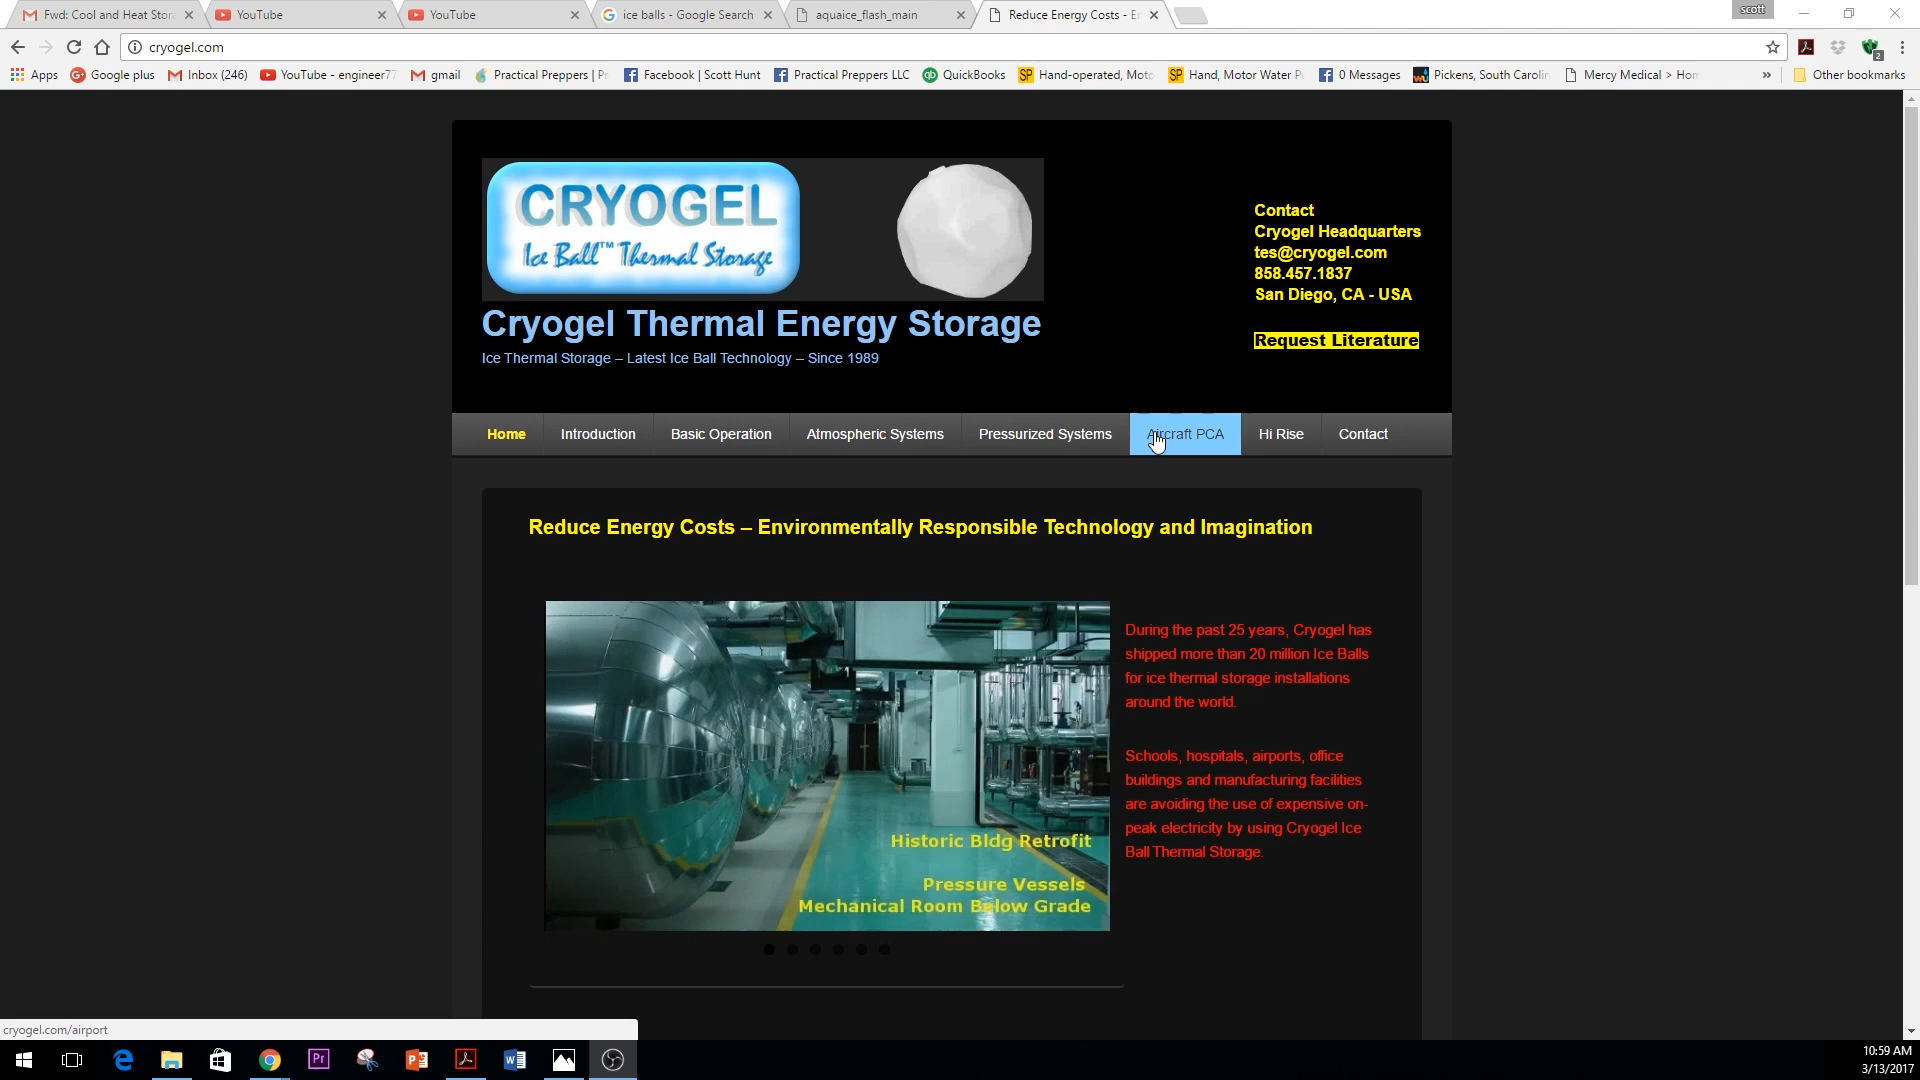 Fwd: Cool and Heat Stor
YouTube
YouTube
ice balls - Google Search
aquaice_flash_main
Reduce Energy Costs - E
scott
cryogel.com
Apps
Google plus
Inbox (246)
YouTube - engineer77
gmail
Practical Preppers | P
Facebook | Scott Hunt
Practical Preppers LLC
QuickBooks
Hand-operated, Moto
Hand, Motor Water P
0 Messages
Pickens, South Carolin
Mercy Medical > Hom
»
Other bookmarks
2
CRYOGEL
Ice Ball™ Thermal Storage
Contact
Cryogel Headquarters
tes@cryogel.com
858.457.1837
San Diego, CA - USA
Request Literature
Cryogel Thermal Energy Storage
Ice Thermal Storage – Latest Ice Ball Technology – Since 1989
Home Introduction Basic Operation Atmospheric Systems Pressurized Systems Aircraft PCA Hi Rise Contact
Reduce Energy Costs – Environmentally Responsible Technology and Imagination
During the past 25 years, Cryogel has
shipped more than 20 million Ice Balls
for ice thermal storage installations
around the world.
Schools, hospitals, airports, office
buildings and manufacturing facilities
are avoiding the use of expensive on-
peak electricity by using Cryogel Ice
Ball Thermal Storage.
Historic Bldg Retrofit
Pressure Vessels
Mechanical Room Below Grade
cryogel.com/airport
Pr
10:59 AM
3/13/2017